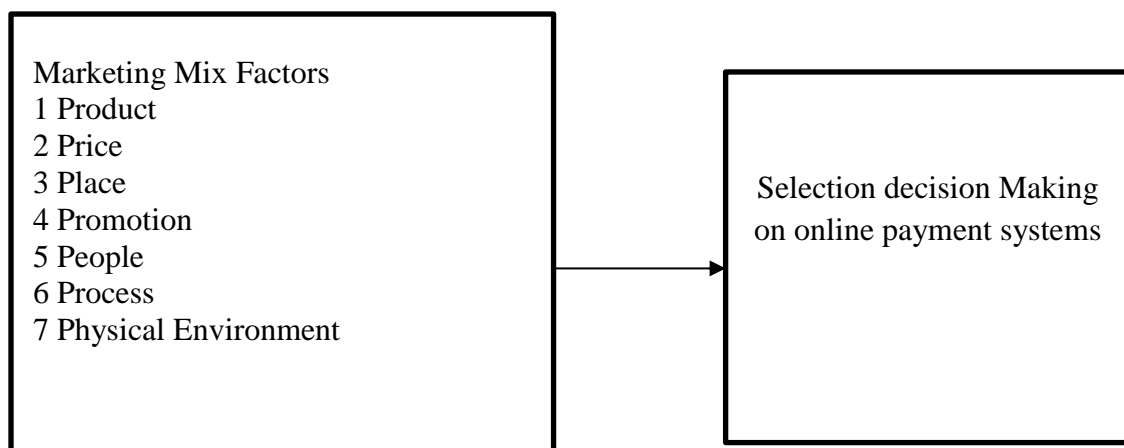 Marketing Mix Factors
1 Product
2 Price
3 Place
4 Promotion
5 People
6 Process
7 Physical Environment
Selection decision Making
on online payment systems